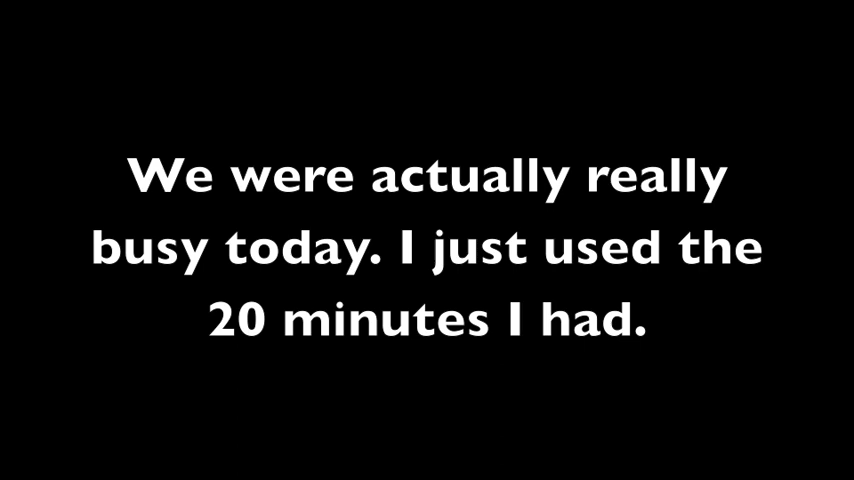 We were actually really
busy today. I just used the
20 minutes I had.